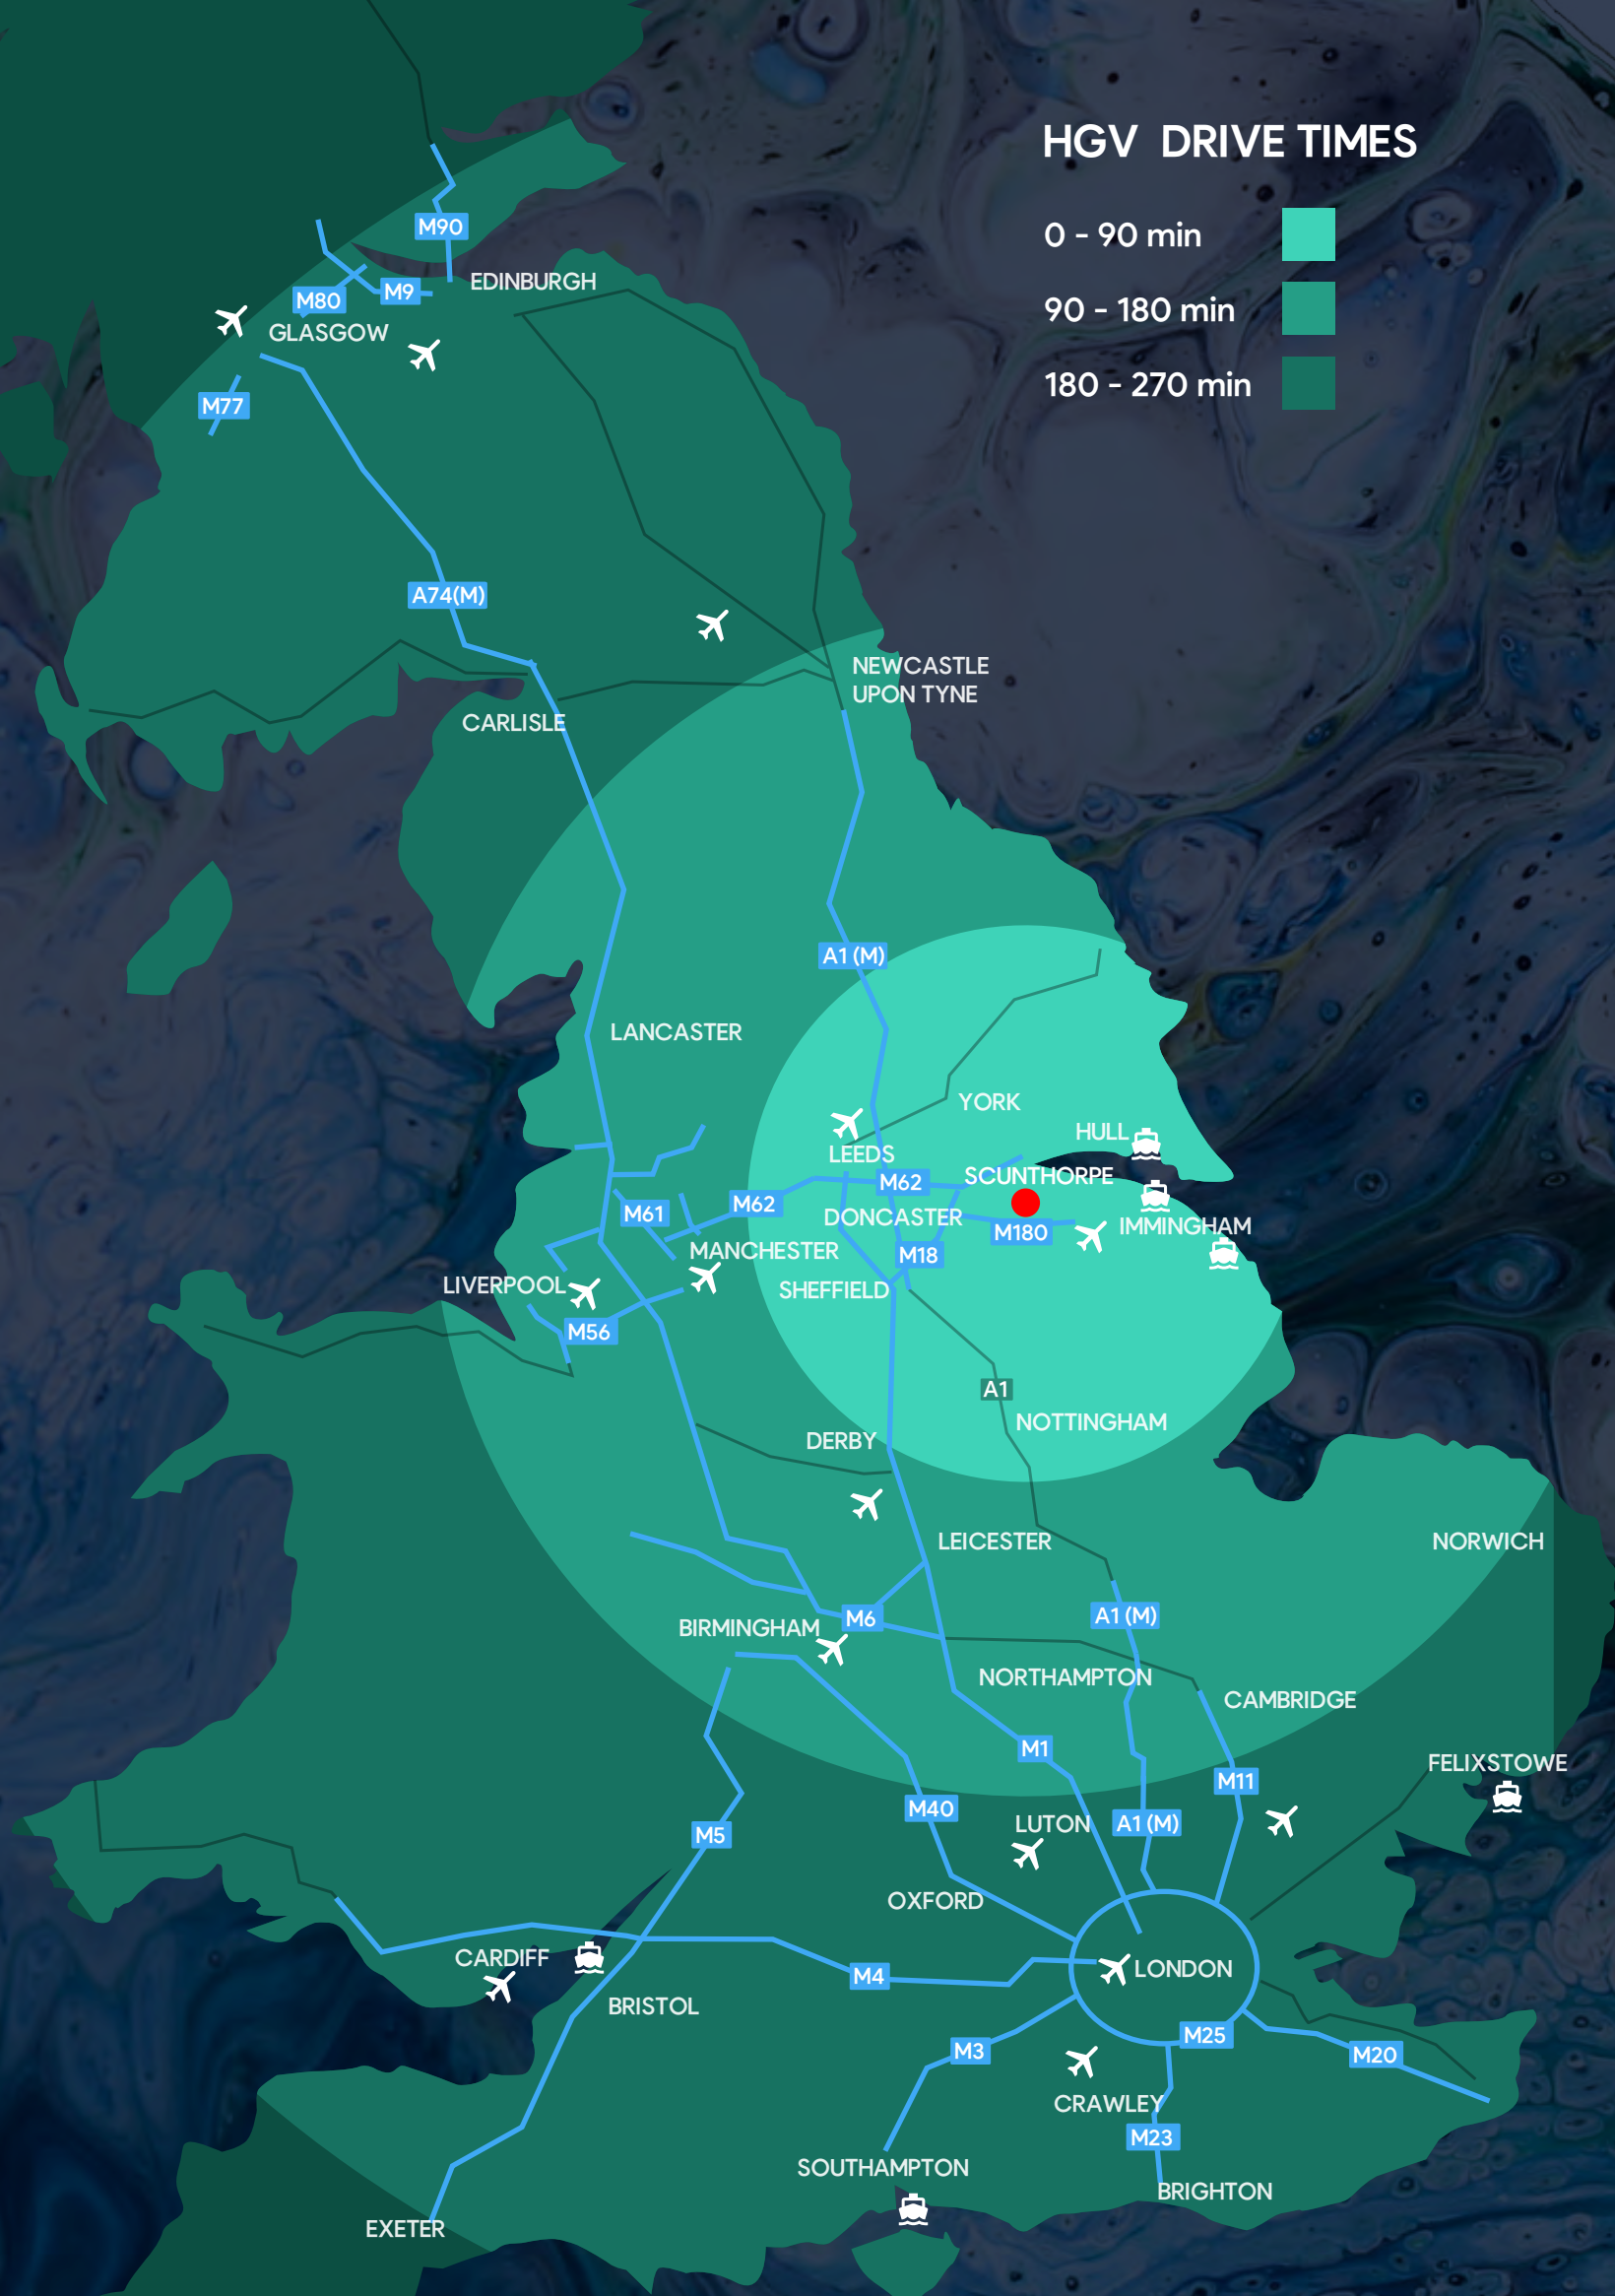 HGV DRIVE TIMES
0 - 90 min
90 - 180 min
180 - 270 min
M90
EDINBURGH
M9
M80
GLASGOW
M77
A74(M)
NEWCASTLE
UPON TYNE
CARLISLE
A1 (M)
LANCASTER
YORK
HULL
LEEDS
SCUNTHORPE
M62
M62
M61
DONCASTER
IMMINGHAM
M180
MANCHESTER
M18
LIVERPOOL
SHEFFIELD
M56
A1
NOTTINGHAM
DERBY
LEICESTER
NORWICH
A1 (M)
M6
BIRMINGHAM
NORTHAMPTON
CAMBRIDGE
M1
FELIXSTOWE
M11
M40
LUTON
A1 (M)
M5
OXFORD
CARDIFF
LONDON
M4
BRISTOL
M25
M3
M20
CRAWLEY
M23
SOUTHAMPTON
BRIGHTON
EXETER